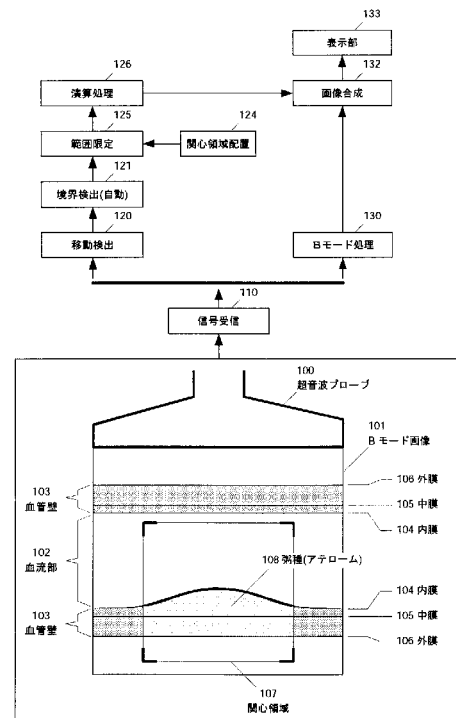 133
表示部
126
132
演算処理
画像合成
125
124
範囲限定
関心領域配置
121
境界検出(自動)
120
130
移動検出
Bモード処理
110
信号受信
100
超音波プローブ
101
Bモード画像
106 外膜
103
血管壁
105 中膜
104 内膜
102
血流部
108 粥種(アテローム)
104 内膜
103
血管壁
105 中膜
106 外膜
107
関心領域